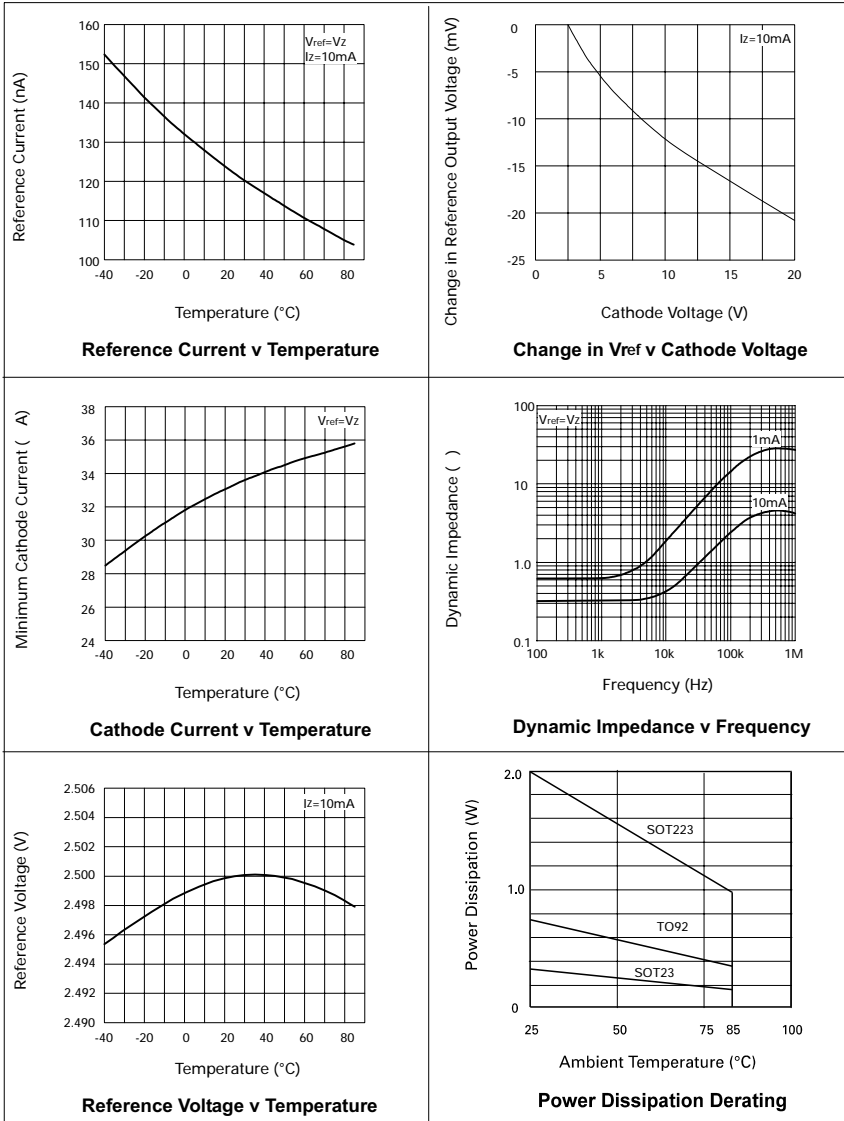 160
150
140
130
120
110
100
Vref=Vz
Iz=10mA
Reference Current (nA)
-40 -20 0 20 40 60 80
Temperature (°C)
Reference Current v Temperature
0
-5
-10
-15
-20
-25
Iz=10mA
Change in Reference Output Voltage (mV)
0 5 10 15 20
Cathode Voltage (V)
Change in Vref v Cathode Voltage
38
36
34
32
30
28
26
24
Vref=Vz
Minimum Cathode Current ( A)
-40 -20 0 20 40 60 80
Temperature (°C)
Cathode Current v Temperature
100
10
1.0
0.1
Vref=Vz
1mA
10mA
Dynamic Impedance ( )
100 1k 10k 100k 1M
Frequency (Hz)
Dynamic Impedance v Frequency
2.506
2.504
2.502
2.500
2.498
2.496
2.494
2.492
2.490
Iz=10mA
Reference Voltage (V)
-40 -20 0 20 40 60 80
Temperature (°C)
Reference Voltage v Temperature
2.0
1.0
0
SOT223
TO92
SOT23
Power Dissipation (W)
25 50 75 85 100
Ambient Temperature (°C)
Power Dissipation Derating